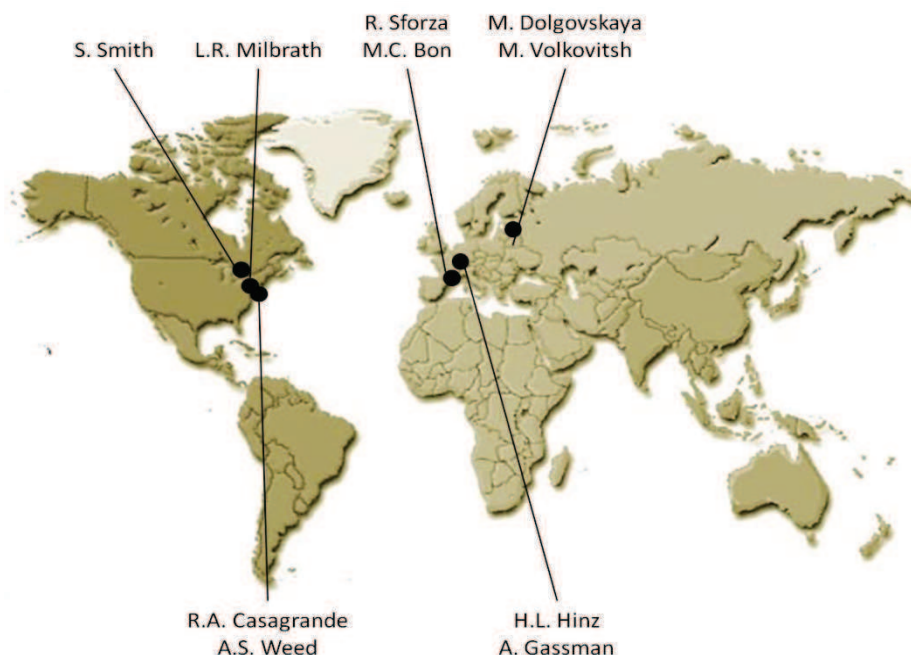 S. Smith
L.R. Milbrath
R. Sforza
M.C. Bon
M. Dolgovskaya
M. Volkovitsh
R.A. Casagrande
A.S. Weed
H.L. Hinz
A. Gassman